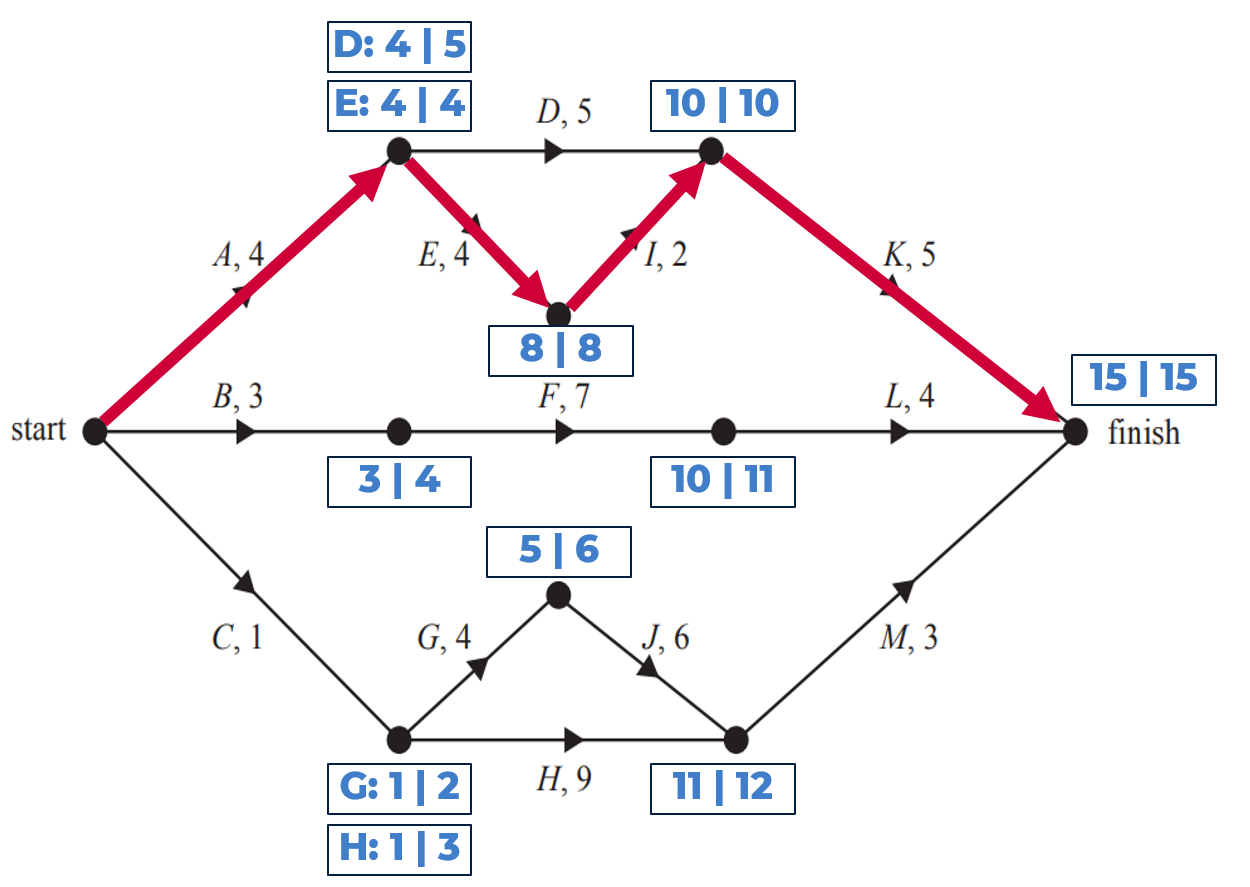 D: 4 | 5
E: 4 | 4
10 | 10
D, 5
A, 4
E, 4
I, 2
K, 5
8 | 8
15 | 15
B, 3
F, 7
L, 4
start
finish
3 | 4
10 | 11
5 | 6
C, 1
G, 4
J, 6
M, 3
G: 1 | 2
H, 9
11 | 12
H: 1 | 3